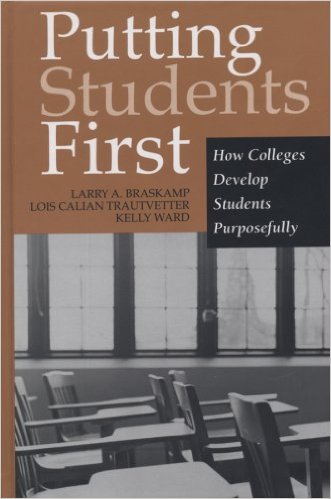 Putting
Students
First
LARRY A. BRASKAMP
LOIS CALIAN TRAUTVETTER
KELLY WARD
How Colleges
Develop
Students
Purposefully